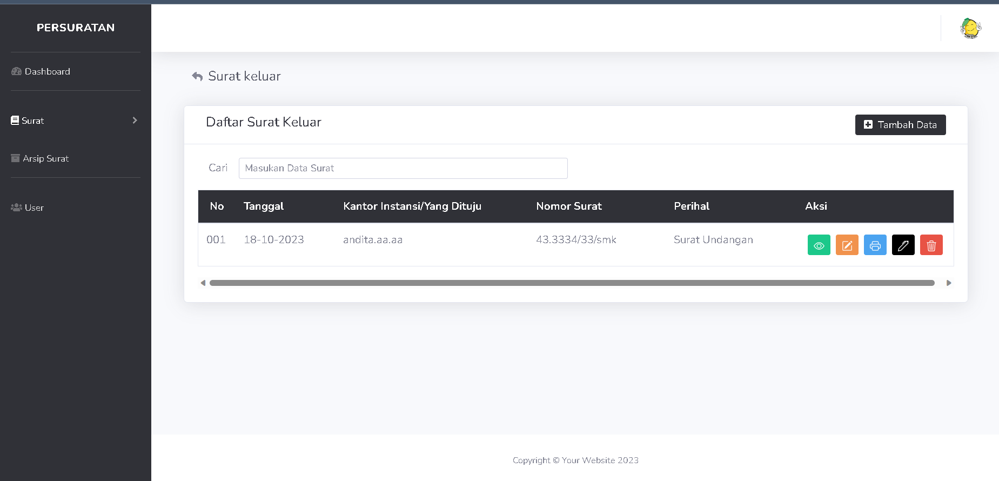 PERSURATAN
Dashboard
Surat
Arsip Surat
User
Surat keluar
Daftar Surat Keluar
Tambah Data
Cari Masukan Data Surat
No Tanggal Kantor Instansi/Yang Dituju Nomor Surat Perihal Aksi
001 18-10-2023 andita.aa.aa 43.3334/33/smk Surat Undangan
Copyright © Your Website 2023